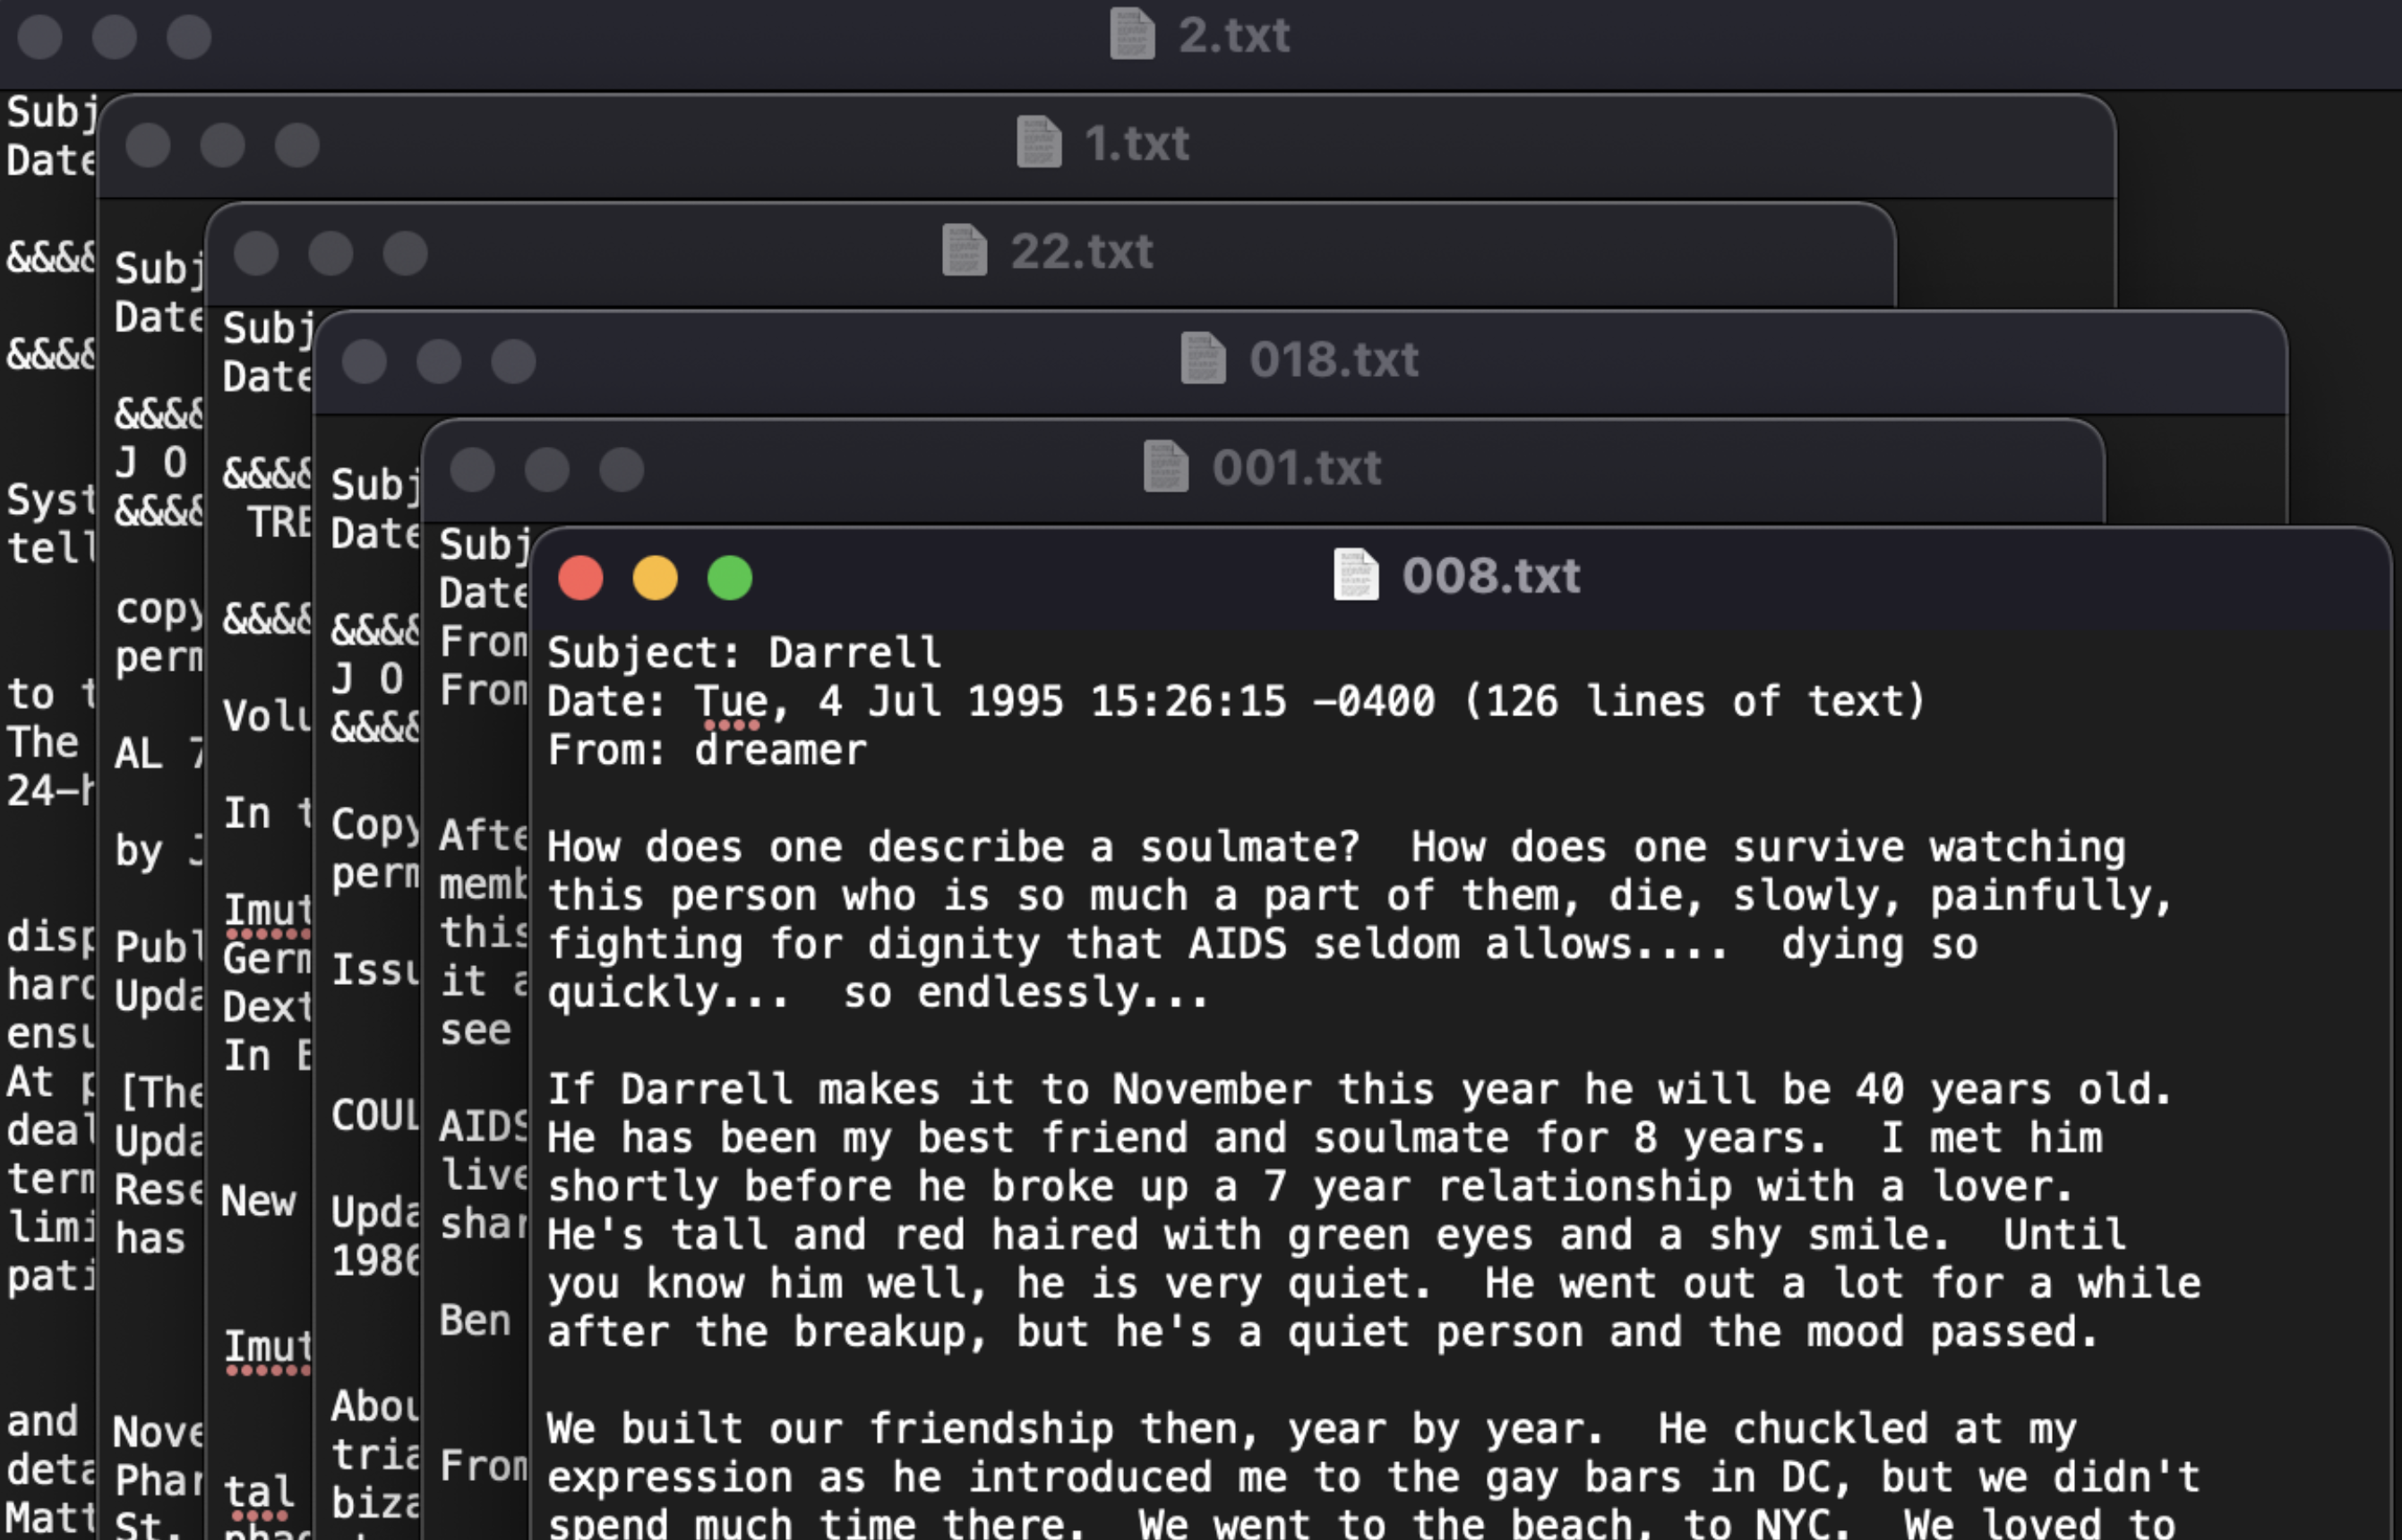 2.txt
Subj
Date
&&&&
&&&&
Syst
tell
to t
The
24-h
disp
hard
ensu
At p
deal
term
limi
pati
and
deta
Matt
1.txt
Subj
Date
&&&&
J O
&&&&
copy
perm
AL 7
by J
Publ
Upda
[The
Upda
Rese
has
Nove
Phar
St.
22.txt
Subj
Date
&&&&
TRE
&&&&
Volu
In t
Imut
Germ
Dext
In E
New
Imut
tal
phag
018.txt
Subj
Date
&&&&
J O
&&&&
Copy
perm
Issu
COUL
Upda
1986
Abou
tria
biza
001.txt
Subj
Date
From
From
Afte
memb
this
it a
see
AIDS
live
shar
Ben
From
008.txt
Subject: Darrell
Date: Tue, 4 Jul 1995 15:26:15 -0400 (126 lines of text)
From: dreamer
How does one describe a soulmate?  How does one survive watching
this person who is so much a part of them, die, slowly, painfully,
fighting for dignity that AIDS seldom allows....  dying so
quickly...  so endlessly...
If Darrell makes it to November this year he will be 40 years old.
He has been my best friend and soulmate for 8 years.  I met him
shortly before he broke up a 7 year relationship with a lover.
He's tall and red haired with green eyes and a shy smile.  Until
you know him well, he is very quiet.  He went out a lot for a while
after the breakup, but he's a quiet person and the mood passed.
We built our friendship then, year by year.  He chuckled at my
expression as he introduced me to the gay bars in DC, but we didn't
spend much time there.  We went to the beach, to NYC.  We loved to